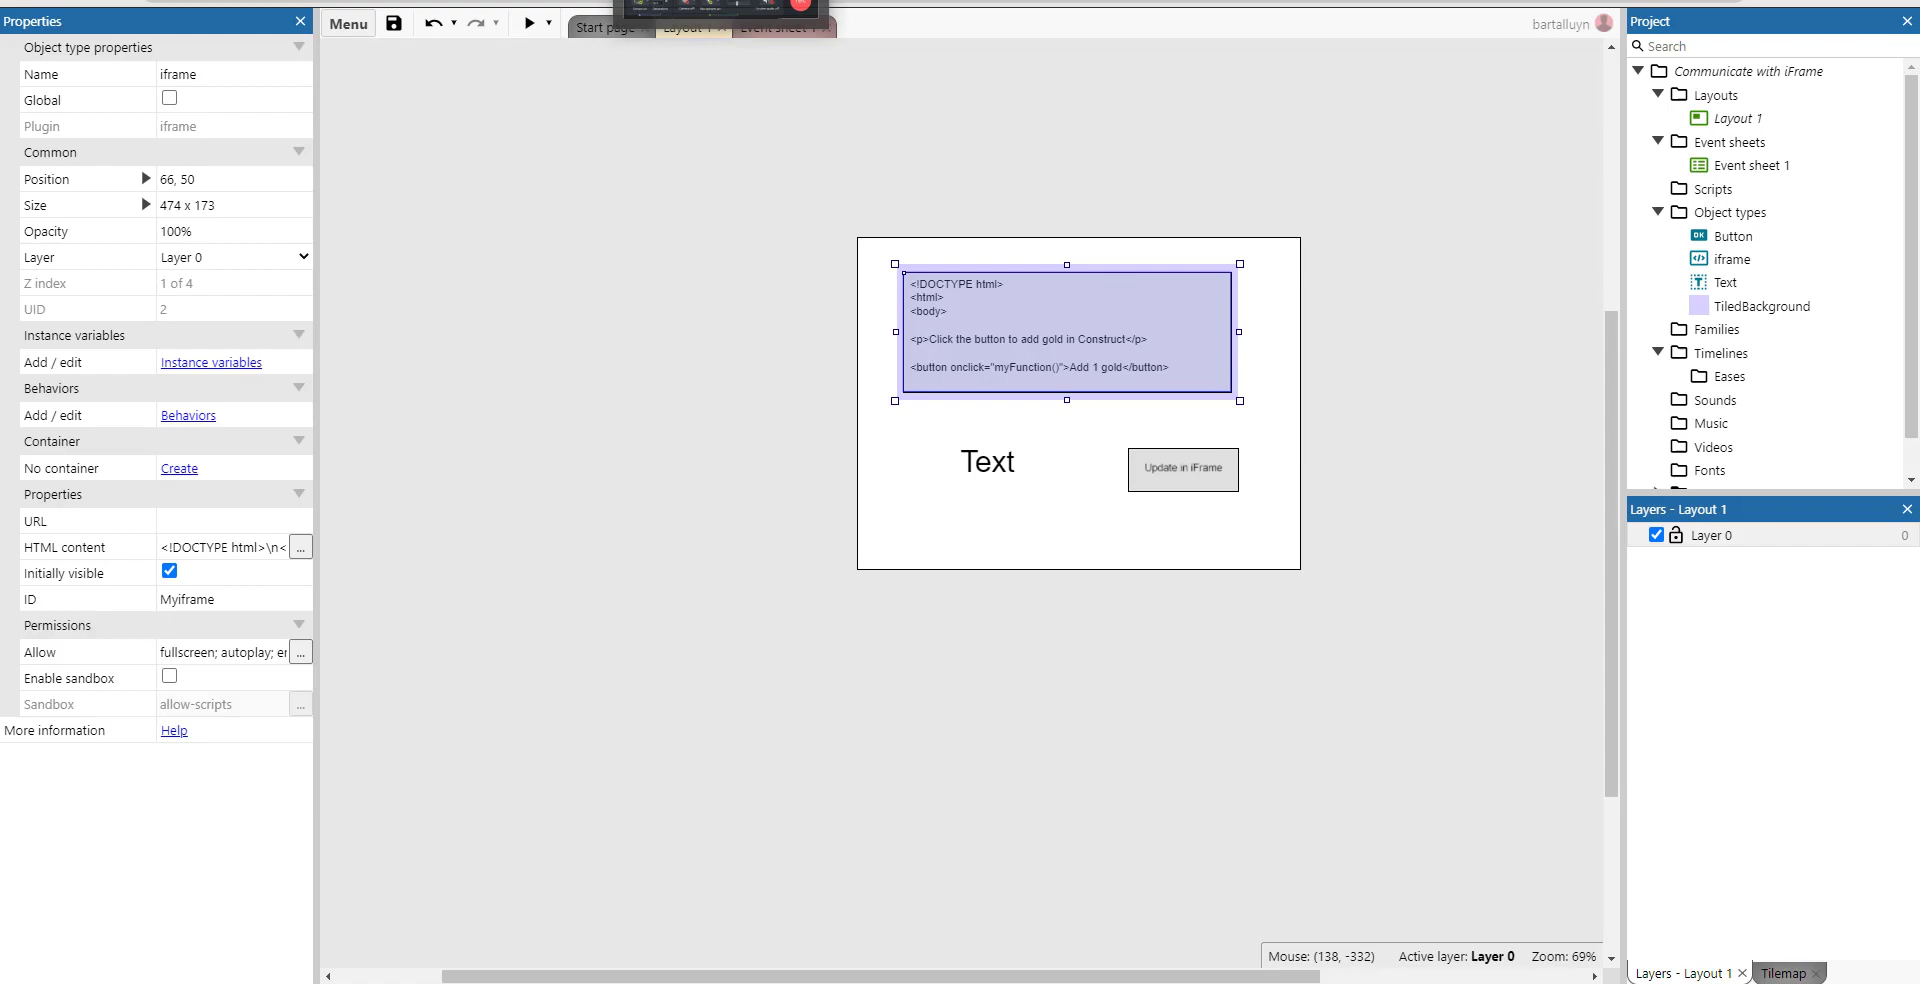 Properties
Object type properties
Name iframe
Global
Plugin iframe
Common
Position 66, 50
Size 474 x 173
Opacity 100%
Layer Layer 0
Z index 1 of 4
UID 2
Instance variables
Add / edit Instance variables
Behaviors
Add / edit Behaviors
Container
No container Create
Properties
URL
HTML content <!DOCTYPE html>\n< ...
Initially visible
ID Myiframe
Permissions
Allow fullscreen; autoplay; er ...
Enable sandbox
Sandbox allow-scripts ...
More information Help
Menu
Start page Layout 1 Event sheet 1
bartalluyn
<!DOCTYPE html>
<html>
<body>
<p>Click the button to add gold in Construct</p>
<button onclick="myFunction()">Add 1 gold</button>
Text
Update in iFrame
Mouse: (138, -332) Active layer: Layer 0 Zoom: 69%
Project
Search
Communicate with iFrame
Layouts
Layout 1
Event sheets
Event sheet 1
Scripts
Object types
OK Button
iframe
Text
TiledBackground
Families
Timelines
Eases
Sounds
Music
Videos
Fonts
Layers - Layout 1
Layer 0 0
Layers - Layout 1 Tilemap